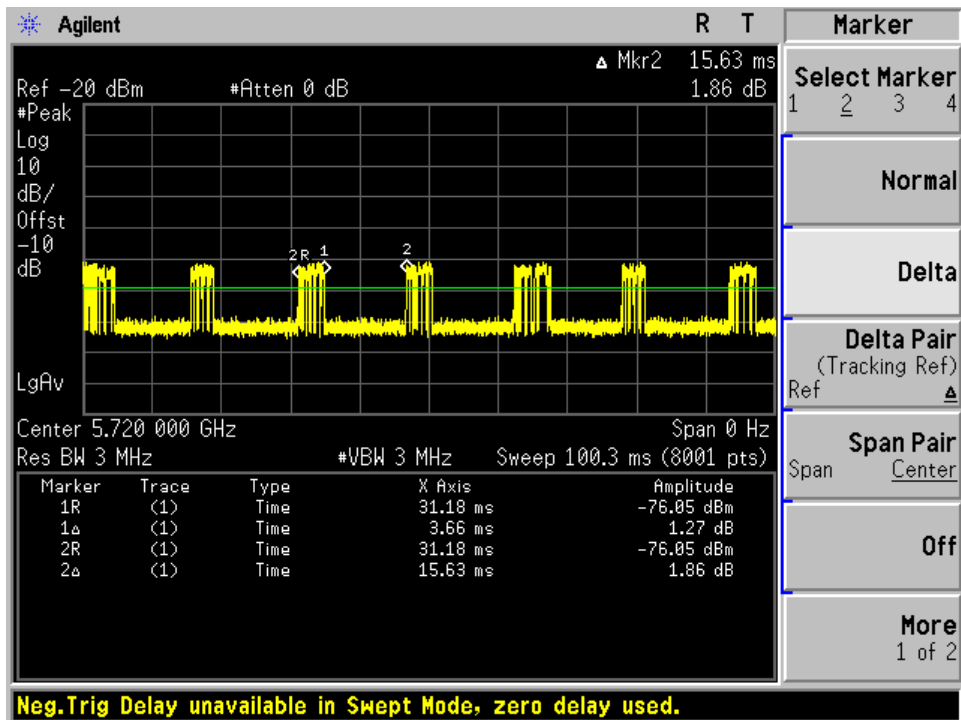 Agilent R T
Δ Mkr2 15.63 ms
Ref -20 dBm #Atten 0 dB 1.86 dB
#Peak
Log
10
dB/
Offst
-10
dB
2R 1 2
LgAv
Center 5.720 000 GHz Span 0 Hz
Res BW 3 MHz #VBW 3 MHz Sweep 100.3 ms (8001 pts)
Marker Trace Type X Axis Amplitude
1R (1) Time 31.18 ms -76.05 dBm
1Δ (1) Time 3.66 ms 1.27 dB
2R (1) Time 31.18 ms -76.05 dBm
2Δ (1) Time 15.63 ms 1.86 dB
Neg.Trig Delay unavailable in Swept Mode, zero delay used.
Marker
Select Marker
1 2 3 4
Normal
Delta
Delta Pair
(Tracking Ref)
Ref Δ
Span Pair
Span Center
Off
More
1 of 2